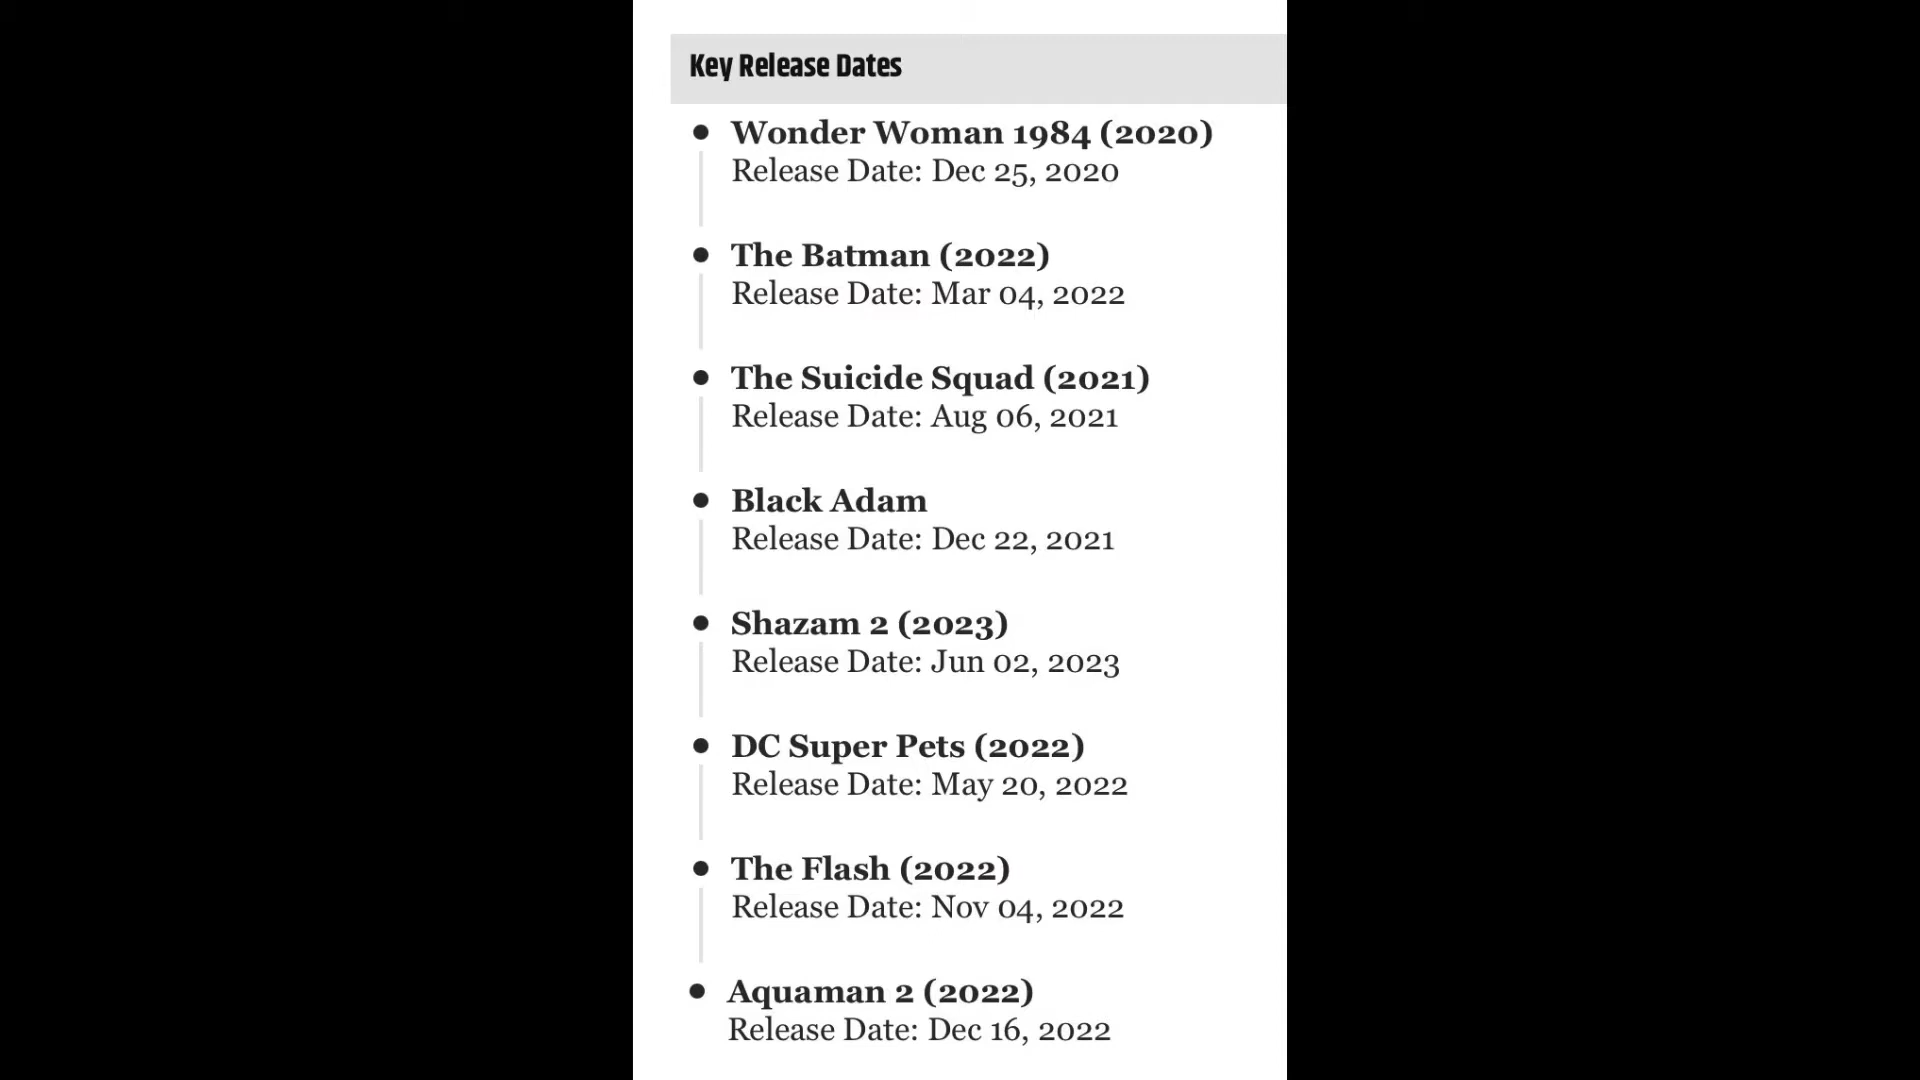 Key Release Dates
Wonder Woman 1984 (2020)
Release Date: Dec 25, 2020
The Batman (2022)
Release Date: Mar 04, 2022
The Suicide Squad (2021)
Release Date: Aug 06, 2021
Black Adam
Release Date: Dec 22, 2021
Shazam 2 (2023)
Release Date: Jun 02, 2023
DC Super Pets (2022)
Release Date: May 20, 2022
The Flash (2022)
Release Date: Nov 04, 2022
Aquaman 2 (2022)
Release Date: Dec 16, 2022